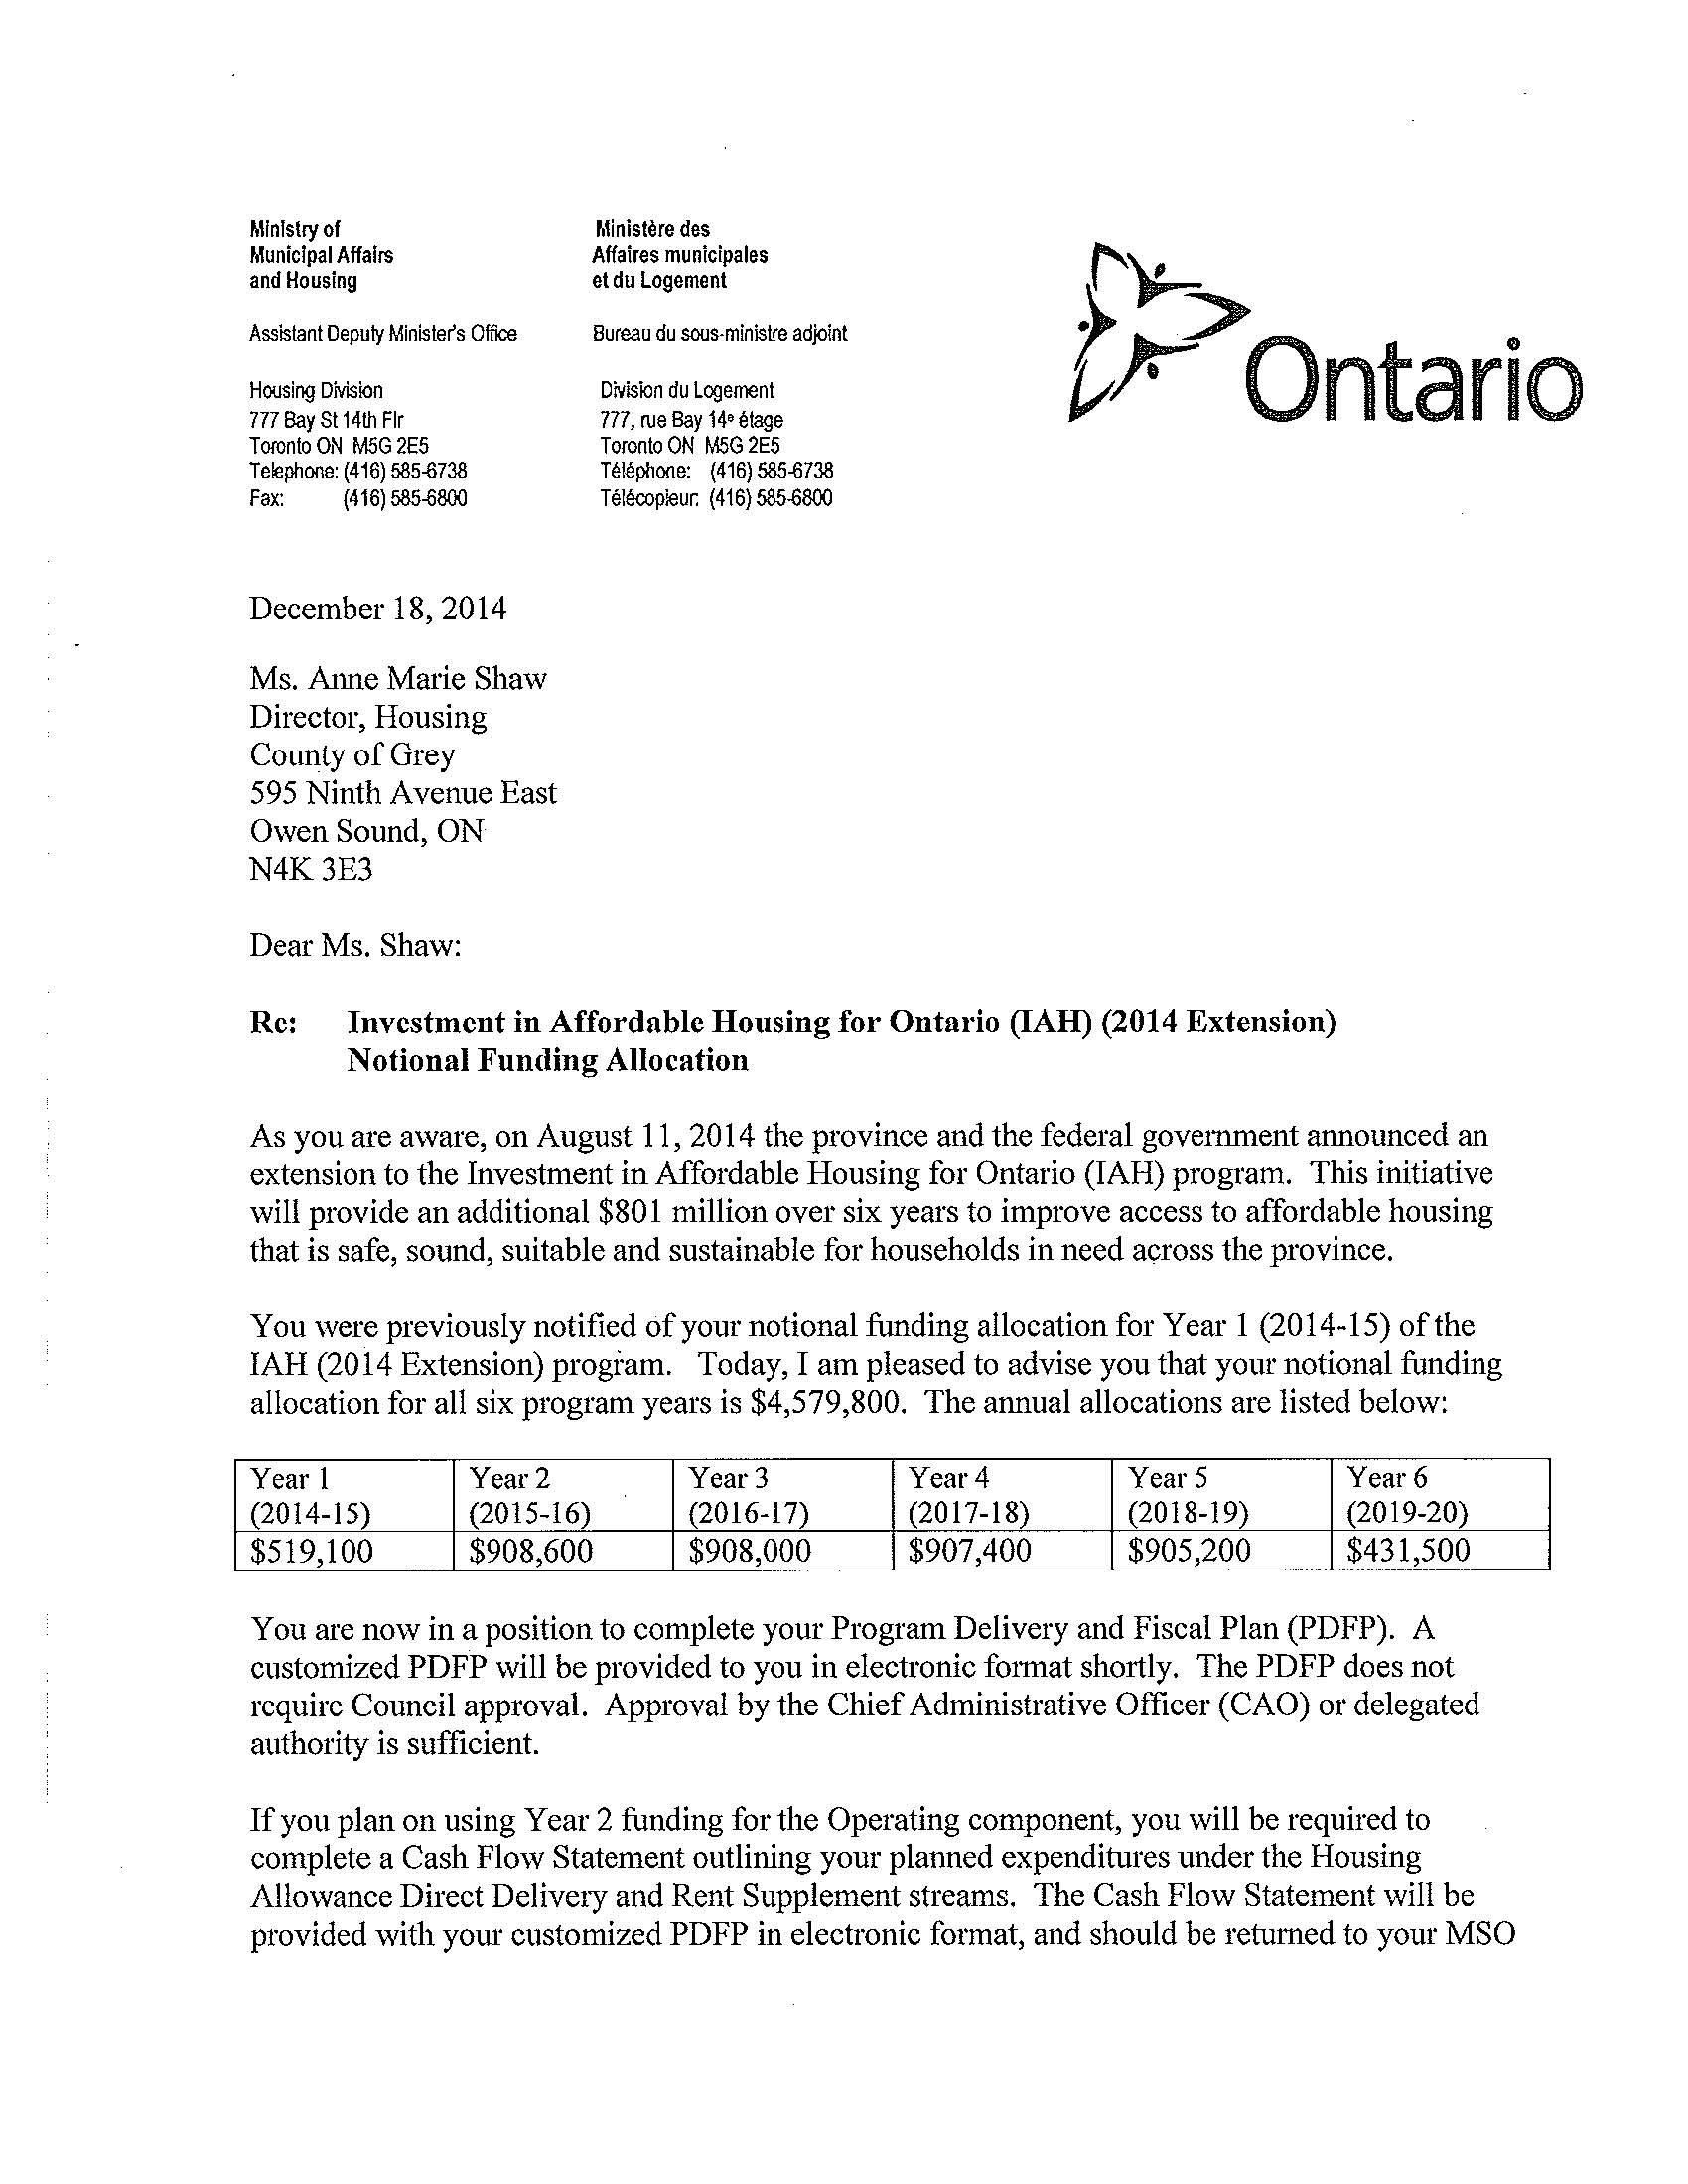 Ministry of
Municipal Affairs
and Housing
Assistant Deputy Minister's Office
Housing Division
777 Bay St 14th Flr
Toronto ON M5G 2E5
Telephone: (416) 585-6738
Fax: (416) 585-6800
Ministère des
Affaires municipales
et du Logement
Bureau du sous-ministre adjoint
Division du Logement
777, rue Bay 14e étage
Toronto ON M5G 2E5
Téléphone: (416) 585-6738
Télécopieur: (416) 585-6800
Ontario
December 18, 2014
Ms. Anne Marie Shaw
Director, Housing
County of Grey
595 Ninth Avenue East
Owen Sound, ON
N4K 3E3
Dear Ms. Shaw:
Re: Investment in Affordable Housing for Ontario (IAH) (2014 Extension)
Notional Funding Allocation
As you are aware, on August 11, 2014 the province and the federal government announced an
extension to the Investment in Affordable Housing for Ontario (IAH) program. This initiative
will provide an additional $801 million over six years to improve access to affordable housing
that is safe, sound, suitable and sustainable for households in need across the province.
You were previously notified of your notional funding allocation for Year 1 (2014-15) of the
IAH (2014 Extension) program. Today, I am pleased to advise you that your notional funding
allocation for all six program years is $4,579,800. The annual allocations are listed below:
Year 1 Year 2 Year 3 Year 4 Year 5 Year 6
(2014-15) (2015-16) (2016-17) (2017-18) (2018-19) (2019-20)
$519,100 $908,600 $908,000 $907,400 $905,200 $431,500
You are now in a position to complete your Program Delivery and Fiscal Plan (PDFP). A
customized PDFP will be provided to you in electronic format shortly. The PDFP does not
require Council approval. Approval by the Chief Administrative Officer (CAO) or delegated
authority is sufficient.
If you plan on using Year 2 funding for the Operating component, you will be required to
complete a Cash Flow Statement outlining your planned expenditures under the Housing
Allowance Direct Delivery and Rent Supplement streams. The Cash Flow Statement will be
provided with your customized PDFP in electronic format, and should be returned to your MSO